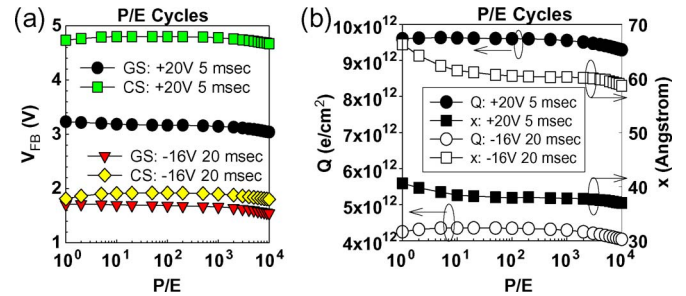 (a)
P/E Cycles
5
4
3
2
1
V_FB (V)
GS: +20V 5 msec
CS: +20V 5 msec
GS: -16V 20 msec
CS: -16V 20 msec
10^0 10^1 10^2 10^3 10^4
P/E
(b)
P/E Cycles
10x10^12
9x10^12
8x10^12
7x10^12
6x10^12
5x10^12
4x10^12
Q (e/cm^2)
Q: +20V 5 msec
x: +20V 5 msec
Q: -16V 20 msec
x: -16V 20 msec
70
60
50
40
30
x (Angstrom)
10^0 10^1 10^2 10^3 10^4
P/E